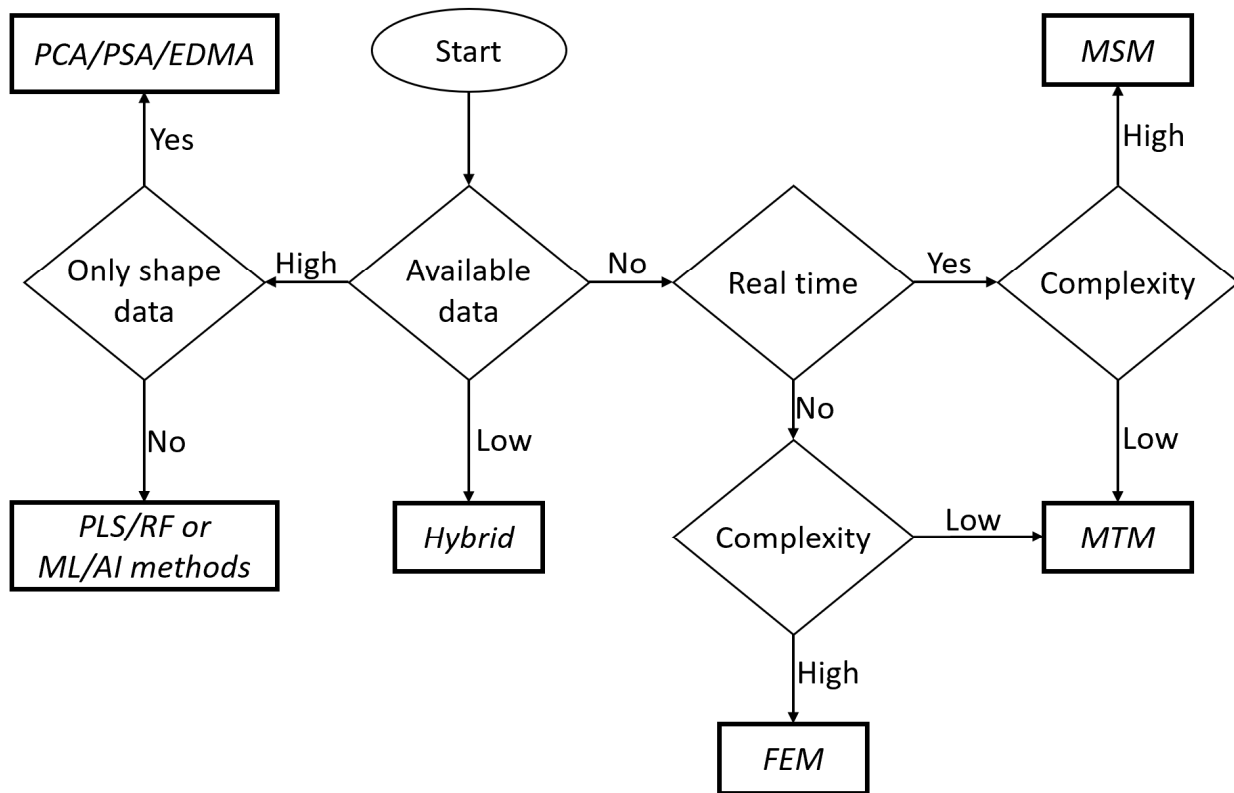 PCA/PSA/EDMA
Start
MSM
Yes
High
Only shape
data
High
Available
data
No
Real time
Yes
Complexity
No
Low
No
Low
PLS/RF or
ML/AI methods
Hybrid
Complexity
Low
MTM
High
FEM